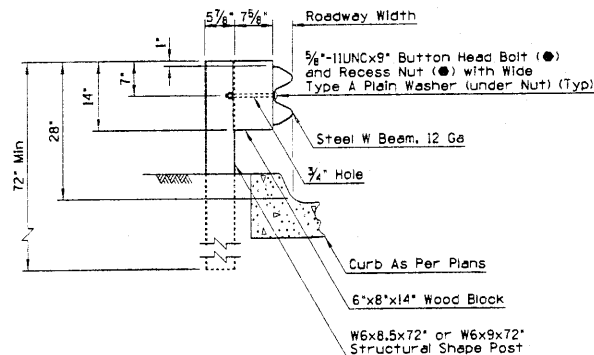 5⅞" 7⅝"
Roadway Width
1"
⅝"-11UNCx9" Button Head Bolt (⬣)
and Recess Nut (⬣) with Wide
Type A Plain Washer (under Nut) (Typ)
7"
14"
28"
72" Min
Steel W Beam, 12 Ga
¾" Hole
Curb As Per Plans
6"x8"x14" Wood Block
W6x8.5x72" or W6x9x72"
Structural Shape Post